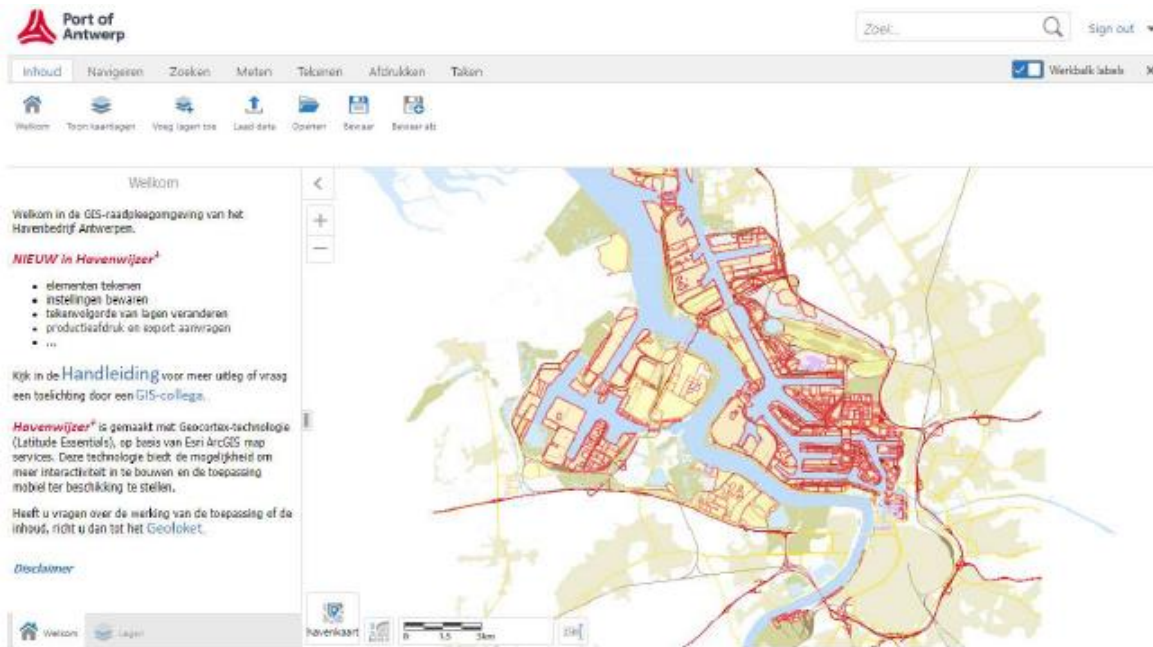 Port of
Antwerp
Zoek...
Sign out
Inhoud Navigeren Zoeken Meten Tekenen Afdrukken Taken
Werkbalk labels
Welkom Toon kaartlagen Voeg lagen toe Laad data Openen Bewaar Bewaar als
Welkom
Welkom in de GIS-raadpleegomgeving van het
Havenbedrijf Antwerpen.
NIEUW in Havenwijzer⁺
elementen tekenen
instellingen bewaren
tekenvolgorde van lagen veranderen
productieafdruk en export aanvragen
...
Kijk in de Handleiding voor meer uitleg of vraag
een toelichting door een GIS-collega.
Havenwijzer⁺ is gemaakt met Geocortex-technologie
(Latitude Essentials), op basis van Esri ArcGIS map
services. Deze technologie biedt de mogelijkheid om
meer interactiviteit in te bouwen en de toepassing
mobiel ter beschikking te stellen.
Heeft u vragen over de werking van de toepassing of de
inhoud, richt u dan tot het Geoloket.
Disclaimer
Welkom Lagen
havenkaart
0 1.5 3km